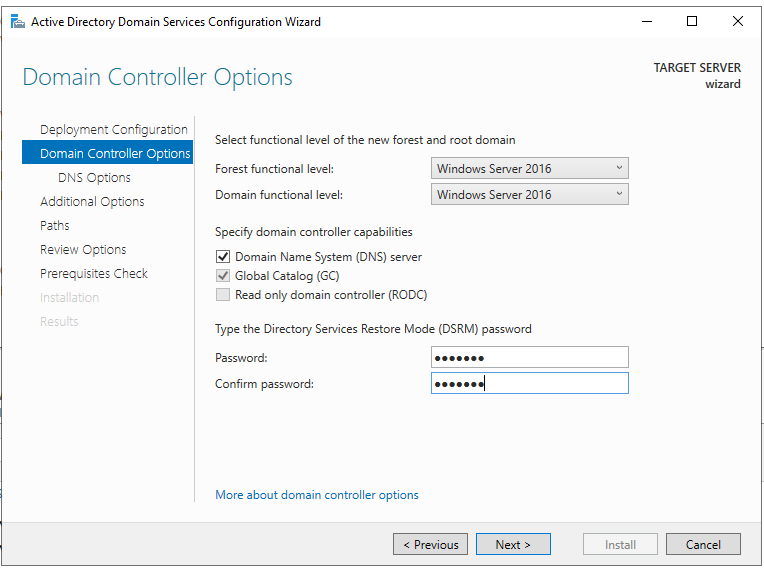 Active Directory Domain Services Configuration Wizard
Domain Controller Options
TARGET SERVER
wizard
Deployment Configuration
Domain Controller Options
DNS Options
Additional Options
Paths
Review Options
Prerequisites Check
Installation
Results
Select functional level of the new forest and root domain
Forest functional level: Windows Server 2016
Domain functional level: Windows Server 2016
Specify domain controller capabilities
Domain Name System (DNS) server
Global Catalog (GC)
Read only domain controller (RODC)
Type the Directory Services Restore Mode (DSRM) password
Password: •••••••
Confirm password: •••••••
More about domain controller options
< Previous Next > Install Cancel